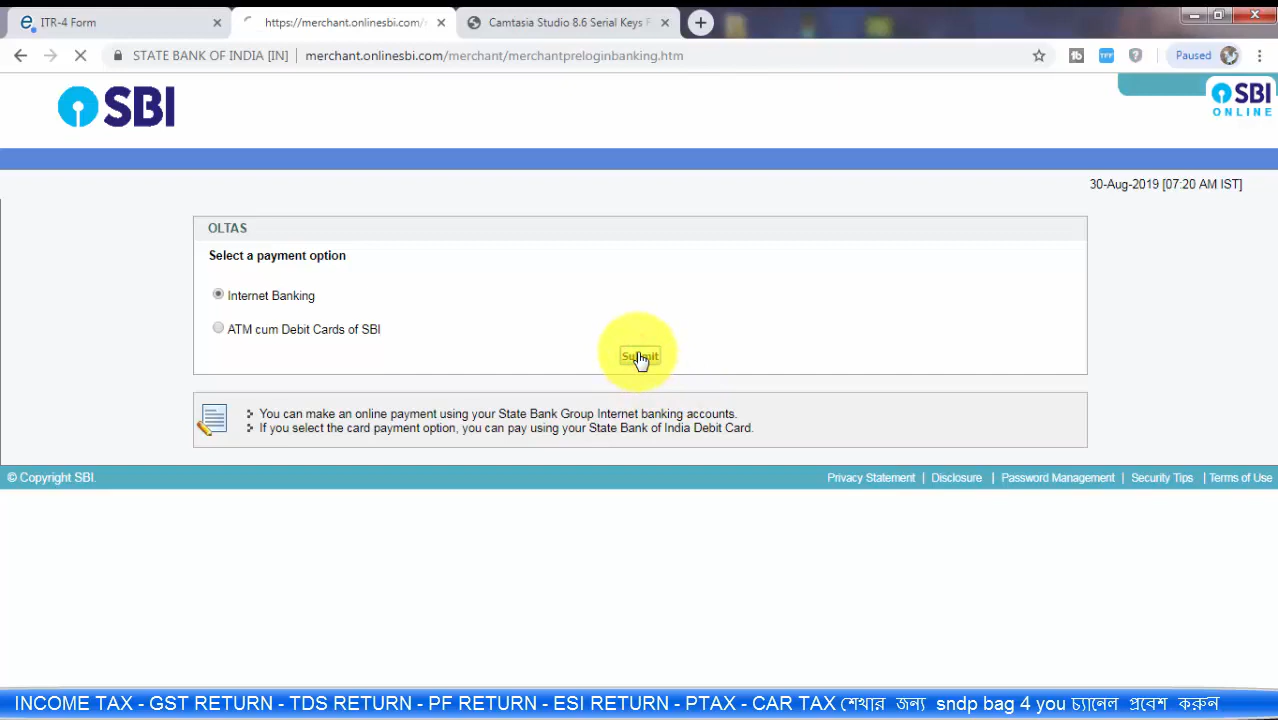 ITR-4 Form
https://merchant.onlinesbi.com/r
Camtasia Studio 8.6 Serial Keys F
STATE BANK OF INDIA [IN] | merchant.onlinesbi.com/merchant/merchantpreloginbanking.htm
Paused
SBI
SBI
ONLINE
30-Aug-2019 [07:20 AM IST]
OLTAS
Select a payment option
Internet Banking
ATM cum Debit Cards of SBI
Submit
You can make an online payment using your State Bank Group Internet banking accounts.
If you select the card payment option, you can pay using your State Bank of India Debit Card.
© Copyright SBI. Privacy Statement | Disclosure | Password Management | Security Tips | Terms of Use
INCOME TAX - GST RETURN - TDS RETURN - PF RETURN - ESI RETURN - PTAX - CAR TAX শেখার জন্য sndp bag 4 you চ্যানেল প্রবেশ করুন